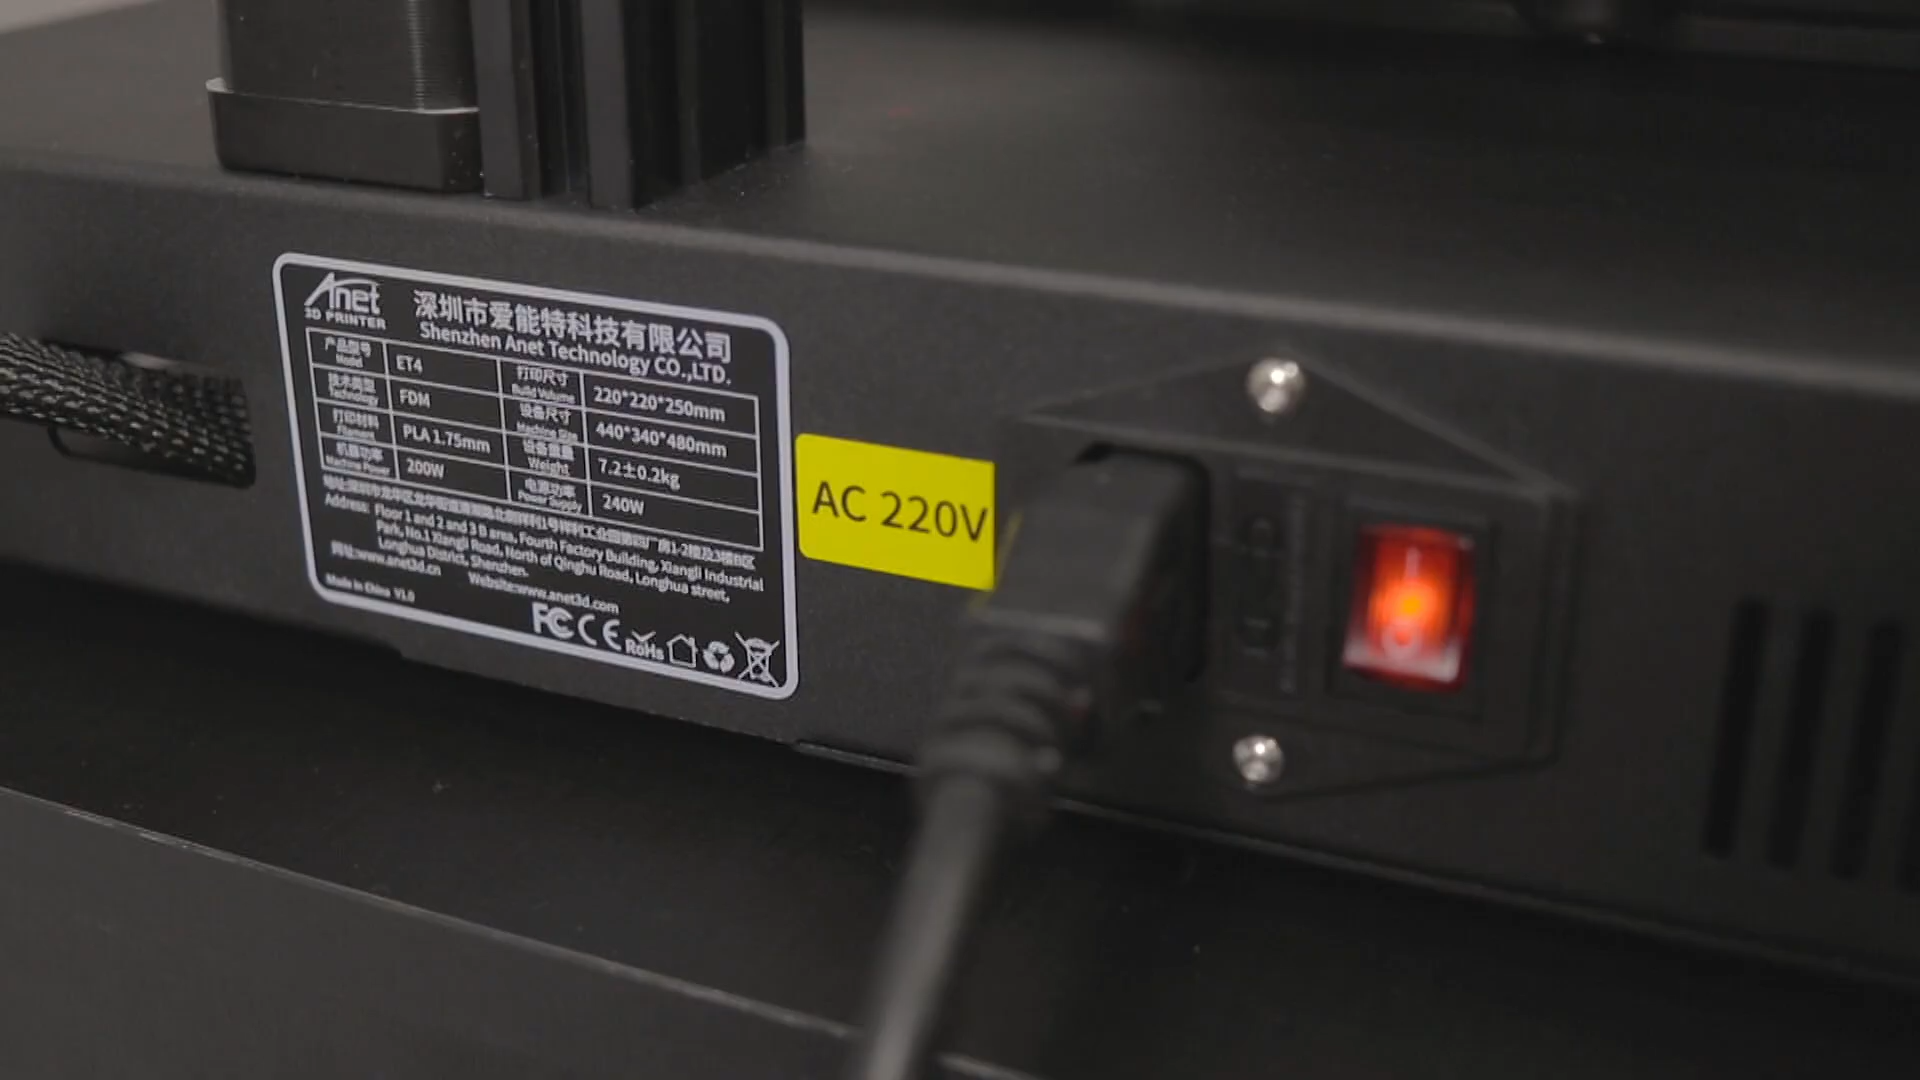 Anet
3D PRINTER
深圳市爱能特科技有限公司
Shenzhen Anet Technology CO.,LTD.
产品型号 ET4 打印尺寸 220*220*250mm
Model Build Volume
技术类型 FDM 设备尺寸 440*340*480mm
Technology Machine Size
打印材料 PLA 1.75mm 设备重量 7.2±0.2kg
Filament Weight
机器功率 200W 电源功率 240W
Machine Power Power Supply
Address: Floor 1 and 2 and 3 B area, Fourth Factory Building, Xiangli Industrial
Park, No.1 Xiangli Road, North of Qinghu Road, Longhua street,
Longhua District, Shenzhen.
网址:www.anet3d.cn Website:www.anet3d.com
Made in China V1.0
FC CE RoHS
AC 220V